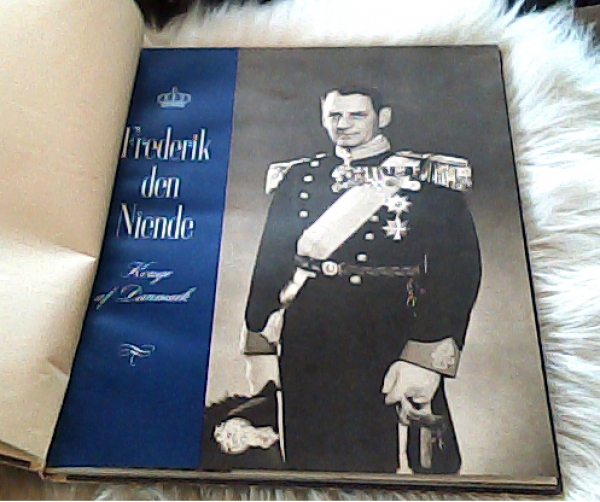 Frederik
den
Niende
Konge
af Danmark